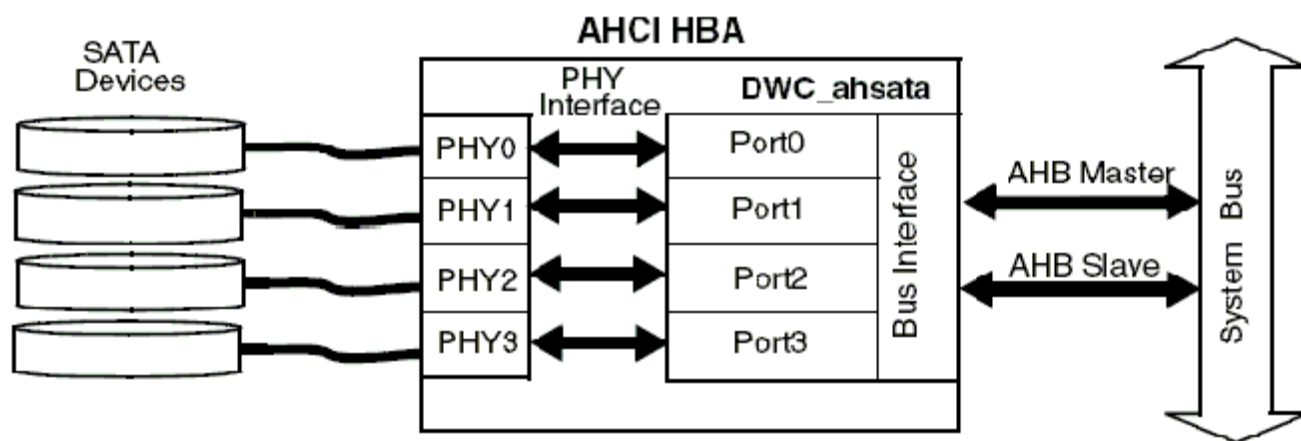 AHCI HBA
SATA
Devices
PHY
Interface
DWC_ahsata
PHY0
Port0
PHY1
Port1
PHY2
Port2
PHY3
Port3
Bus Interface
AHB Master
AHB Slave
System Bus